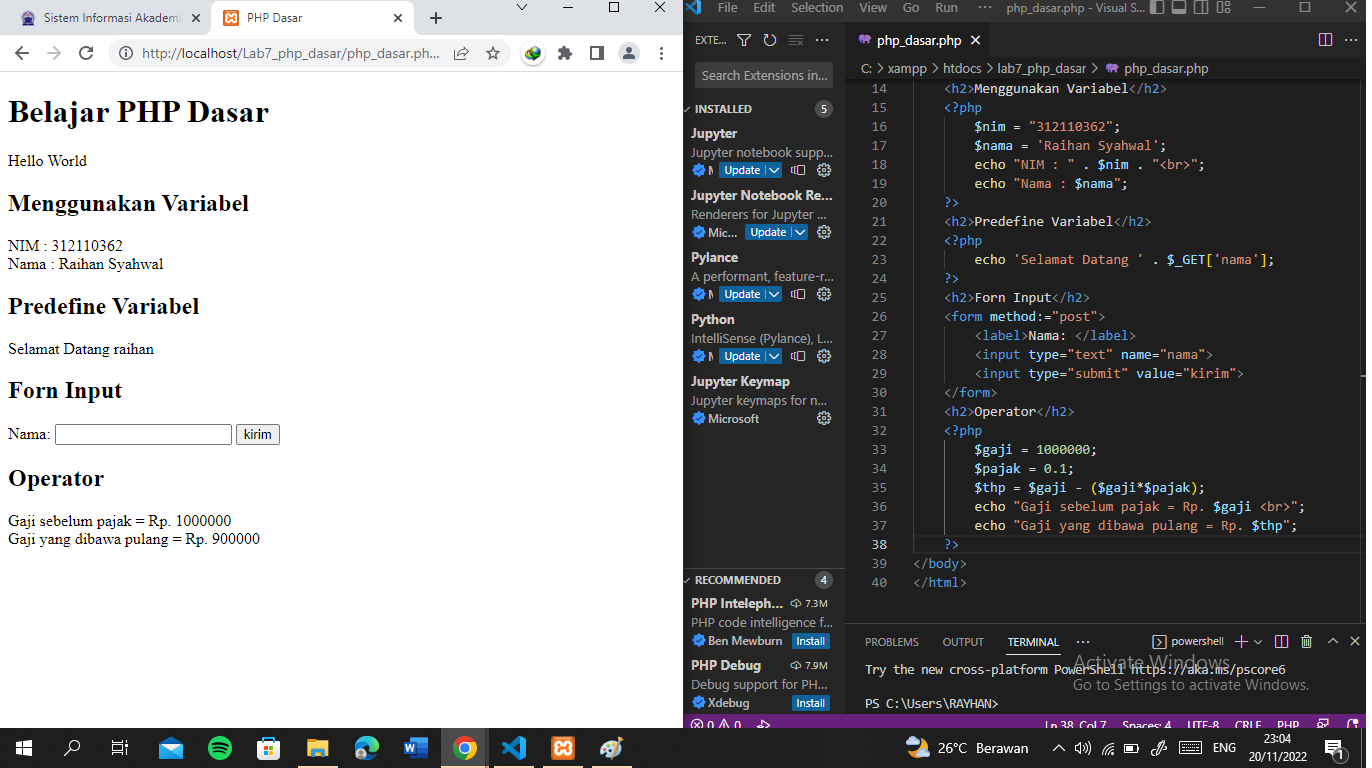 Sistem Informasi Akademi
PHP Dasar
http://localhost/Lab7_php_dasar/php_dasar.ph...
Belajar PHP Dasar
Hello World
Menggunakan Variabel
NIM : 312110362
Nama : Raihan Syahwal
Predefine Variabel
Selamat Datang raihan
Forn Input
Nama:
kirim
Operator
Gaji sebelum pajak = Rp. 1000000
Gaji yang dibawa pulang = Rp. 900000
File Edit Selection View Go Run ... php_dasar.php - Visual S...
EXTE...
Search Extensions in...
INSTALLED 5
Jupyter
Jupyter notebook supp...
Update
Jupyter Notebook Re...
Renderers for Jupyter ...
Mic... Update
Pylance
A performant, feature-r...
Update
Python
IntelliSense (Pylance), L...
Update
Jupyter Keymap
Jupyter keymaps for n...
Microsoft
RECOMMENDED 4
PHP Inteleph... 7.3M
PHP code intelligence f...
Ben Mewburn Install
PHP Debug 7.9M
Debug support for PH...
Xdebug Install
php_dasar.php
C: > xampp > htdocs > lab7_php_dasar > php_dasar.php
14 <h2>Menggunakan Variabel</h2>
15 <?php
16 $nim = "312110362";
17 $nama = 'Raihan Syahwal';
18 echo "NIM : " . $nim . "<br>";
19 echo "Nama : $nama";
20 ?>
21 <h2>Predefine Variabel</h2>
22 <?php
23 echo 'Selamat Datang ' . $_GET['nama'];
24 ?>
25 <h2>Forn Input</h2>
26 <form method:="post">
27 <label>Nama: </label>
28 <input type="text" name="nama">
29 <input type="submit" value="kirim">
30 </form>
31 <h2>Operator</h2>
32 <?php
33 $gaji = 1000000;
34 $pajak = 0.1;
35 $thp = $gaji - ($gaji*$pajak);
36 echo "Gaji sebelum pajak = Rp. $gaji <br>";
37 echo "Gaji yang dibawa pulang = Rp. $thp";
38 ?>
39 </body>
40 </html>
PROBLEMS OUTPUT TERMINAL ... powershell
Try the new cross-platform PowerShell https://aka.ms/pscore6
PS C:\Users\RAYHAN>
Activate Windows
Go to Settings to activate Windows.
0 0 Ln 38, Col 7 Spaces: 4 UTF-8 CRLF PHP
26°C Berawan ENG
23:04
20/11/2022
1